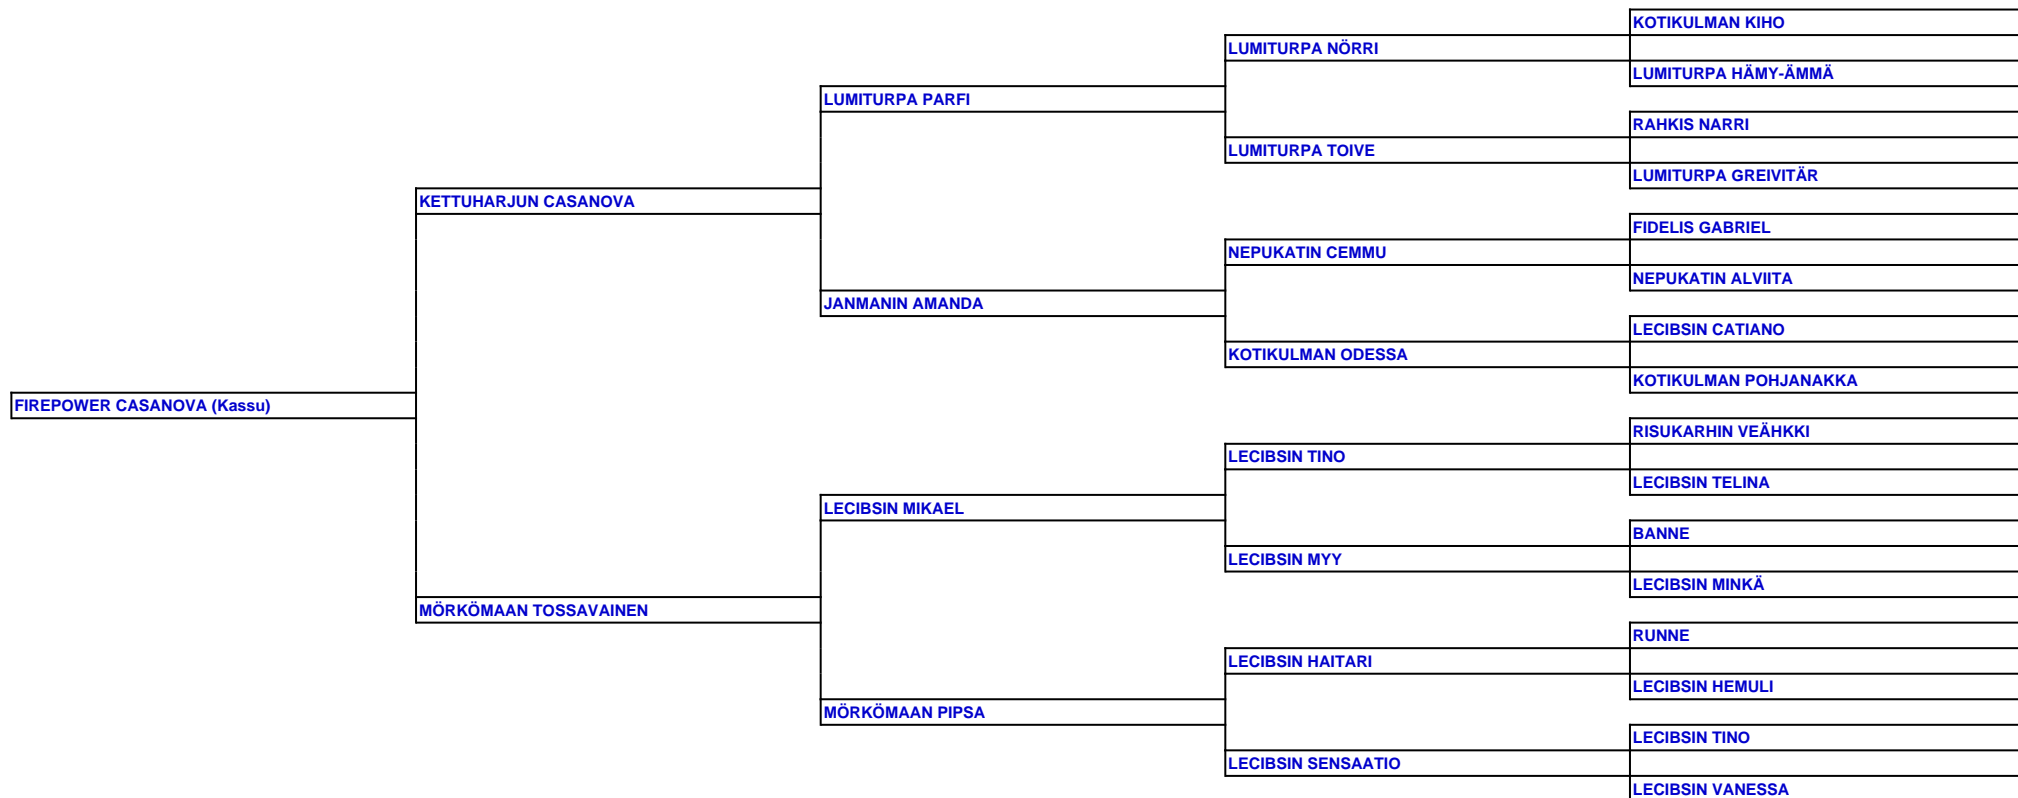 KOTIKULMAN KIHO
LUMITURPA NÖRRI
LUMITURPA HÄMY-ÄMMÄ
LUMITURPA PARFI
RAHKIS NARRI
LUMITURPA TOIVE
LUMITURPA GREIVITÄR
KETTUHARJUN CASANOVA
FIDELIS GABRIEL
NEPUKATIN CEMMU
NEPUKATIN ALVIITA
JANMANIN AMANDA
LECIBSIN CATIANO
KOTIKULMAN ODESSA
KOTIKULMAN POHJANAKKA
FIREPOWER CASANOVA (Kassu)
RISUKARHIN VEÄHKKI
LECIBSIN TINO
LECIBSIN TELINA
LECIBSIN MIKAEL
BANNE
LECIBSIN MYY
LECIBSIN MINKÄ
MÖRKÖMAAN TOSSAVAINEN
RUNNE
LECIBSIN HAITARI
LECIBSIN HEMULI
MÖRKÖMAAN PIPSA
LECIBSIN TINO
LECIBSIN SENSAATIO
LECIBSIN VANESSA